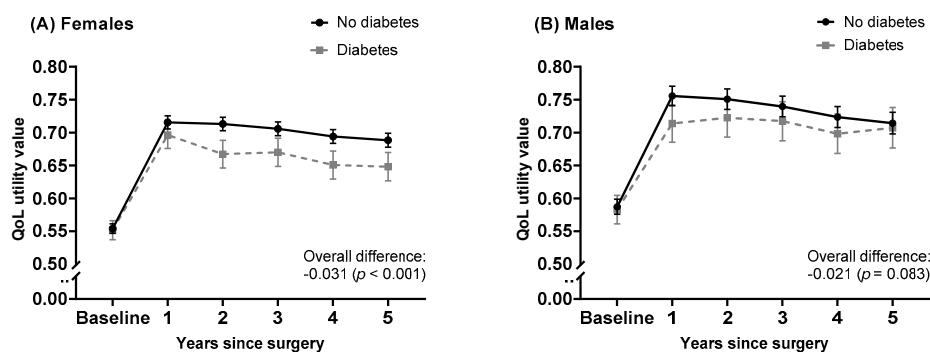 (A) Females
No diabetes
Diabetes
QoL utility value
0.80
0.75
0.70
0.65
0.60
0.55
0.50
0.00
Overall difference:
-0.031 (p < 0.001)
Baseline 1 2 3 4 5
Years since surgery
(B) Males
No diabetes
Diabetes
QoL utility value
0.80
0.75
0.70
0.65
0.60
0.55
0.50
0.00
Overall difference:
-0.021 (p = 0.083)
Baseline 1 2 3 4 5
Years since surgery